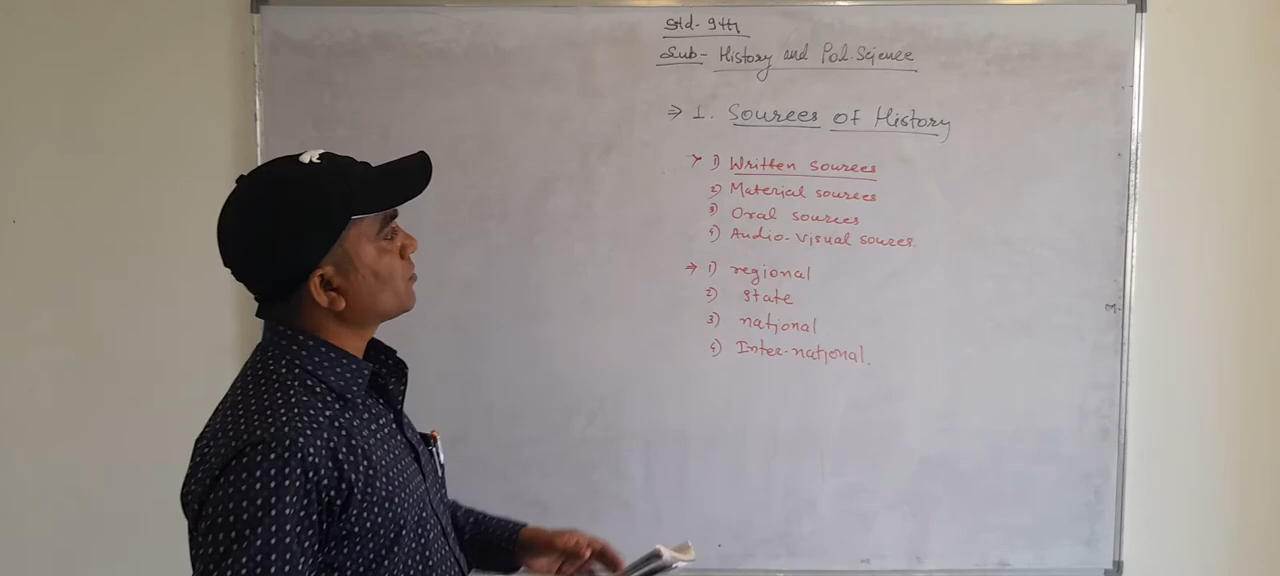 Std- 9th
Sub- History and Pol. Science
⇒ 1. Sources of History
→ 1) Written sources
2) Material sources
3) Oral sources
4) Audio-Visual sources.
⇒ 1) regional
2) state
3) national
4) Inter-national.